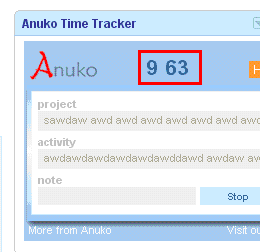 Anuko Time Tracker
Anuko
9 63
H
project
sawdaw awd awd awd awd awd awd awd
activity
awdawdawdawdawdawddawd awdaw aw
note
Stop
More from Anuko
Visit ou